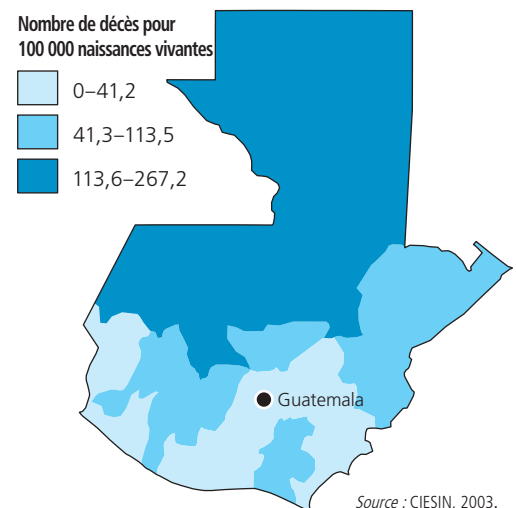 Nombre de décès pour
100 000 naissances vivantes
0–41,2
41,3–113,5
113,6–267,2
Guatemala
Source : CIESIN, 2003.